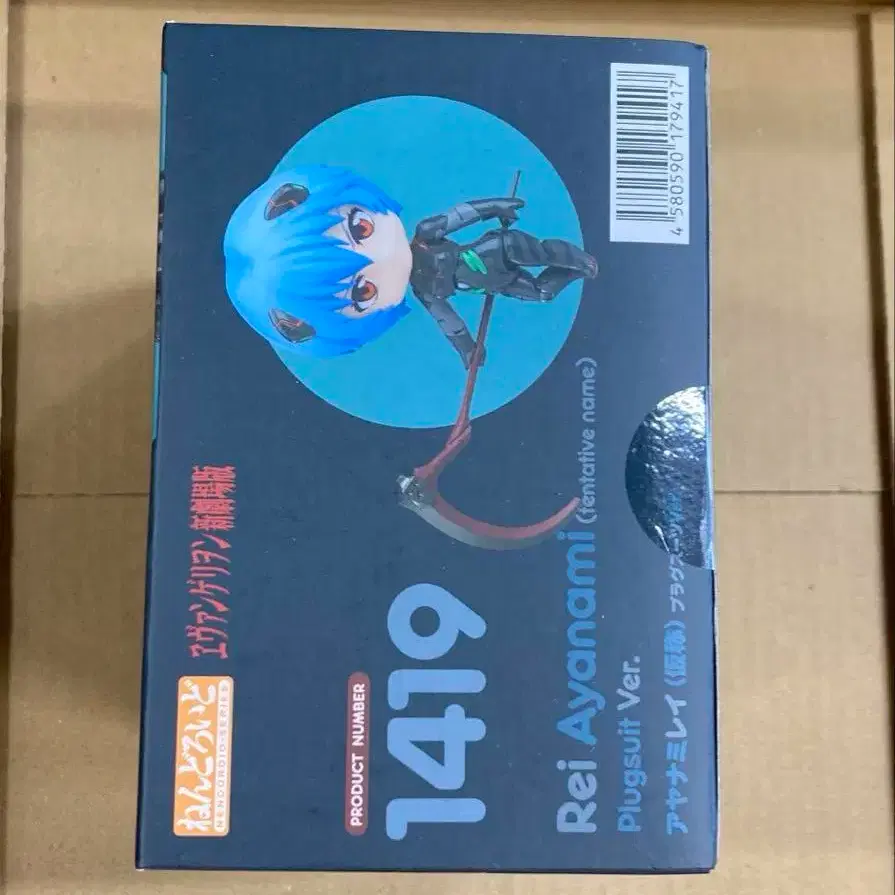 ねんどろいど
NENDOROID·SERIES
ヱヴァンゲリヲン新劇場版
PRODUCT NUMBER
1419
Rei Ayanami (tentative name)
Plugsuit Ver.
アヤナミレイ(仮称) プラグスーツVer.
4 580590 179417